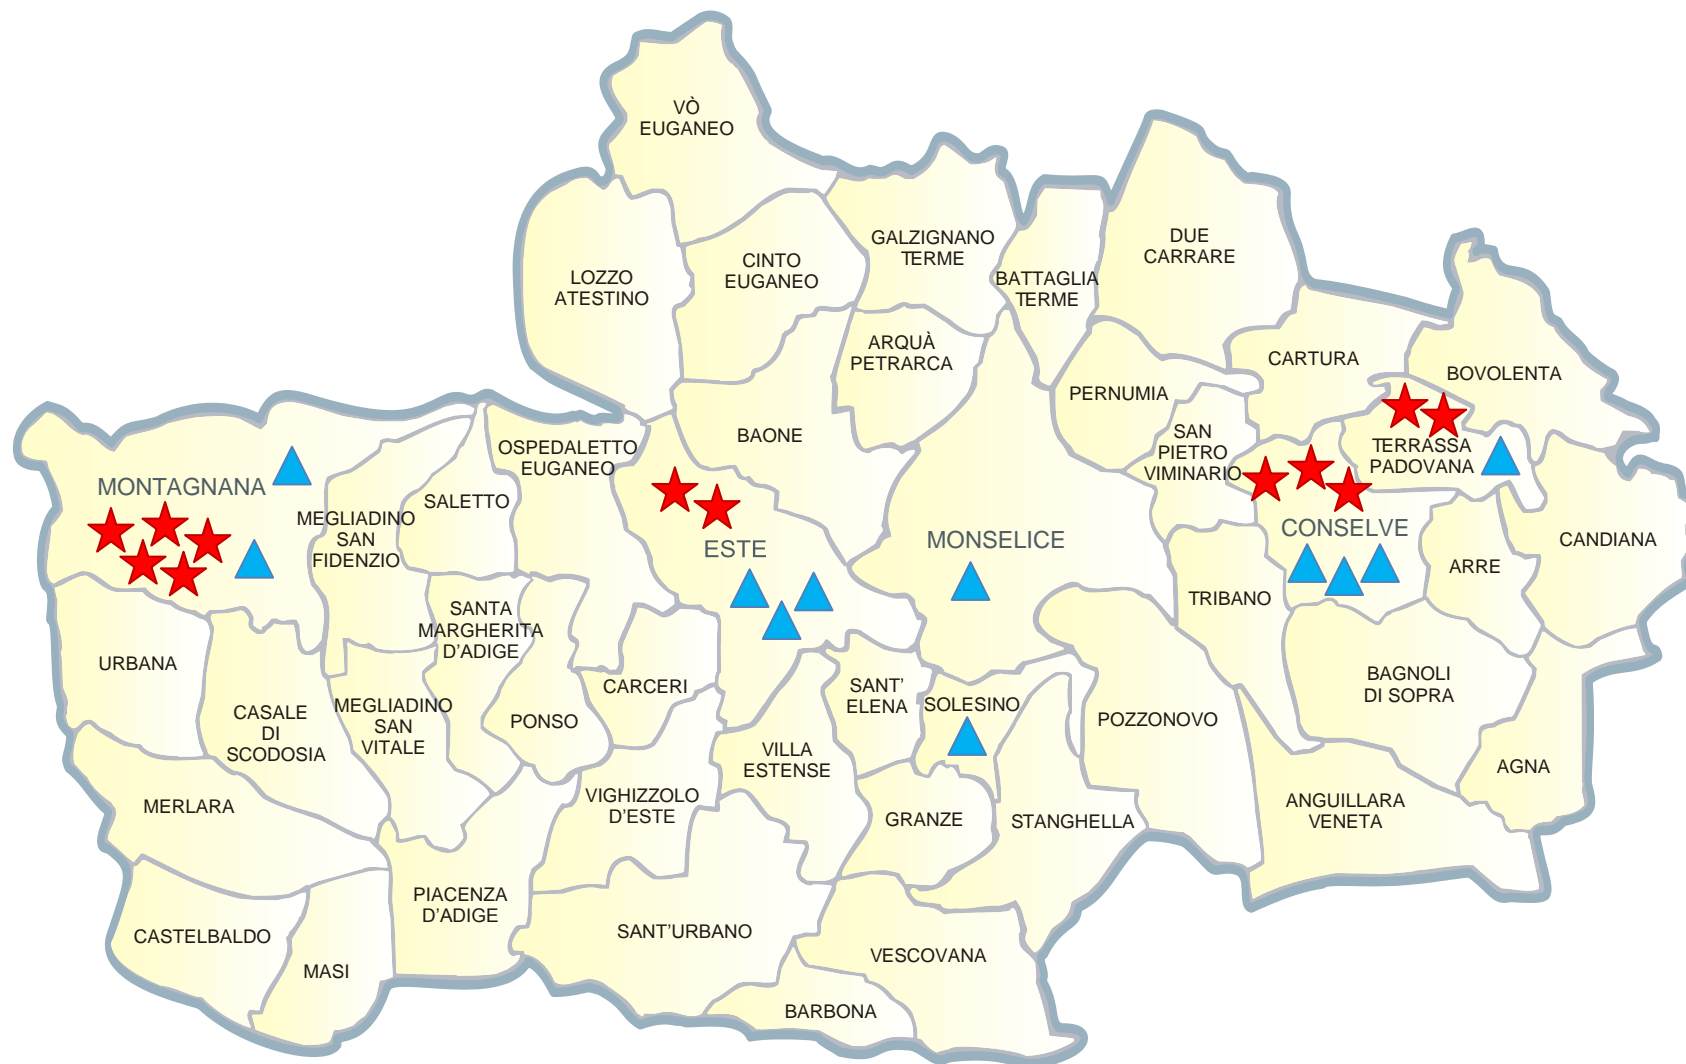 VÒ
EUGANEO
GALZIGNANO
TERME
DUE
CARRARE
CINTO
EUGANEO
LOZZO
ATESTINO
BATTAGLIA
TERME
ARQUÀ
PETRARCA
CARTURA
BOVOLENTA
PERNUMIA
BAONE
SAN
PIETRO
VIMINARIO
TERRASSA
PADOVANA
OSPEDALETTO
EUGANEO
MONTAGNANA
SALETTO
MEGLIADINO
SAN
FIDENZIO
ESTE
MONSELICE
CONSELVE
CANDIANA
ARRE
TRIBANO
SANTA
MARGHERITA
D'ADIGE
URBANA
CARCERI
SANT'
ELENA
SOLESINO
BAGNOLI
DI SOPRA
CASALE
DI
SCODOSIA
MEGLIADINO
SAN
VITALE
PONSO
POZZONOVO
VILLA
ESTENSE
AGNA
MERLARA
VIGHIZZOLO
D'ESTE
GRANZE
STANGHELLA
ANGUILLARA
VENETA
PIACENZA
D'ADIGE
CASTELBALDO
SANT'URBANO
VESCOVANA
MASI
BARBONA